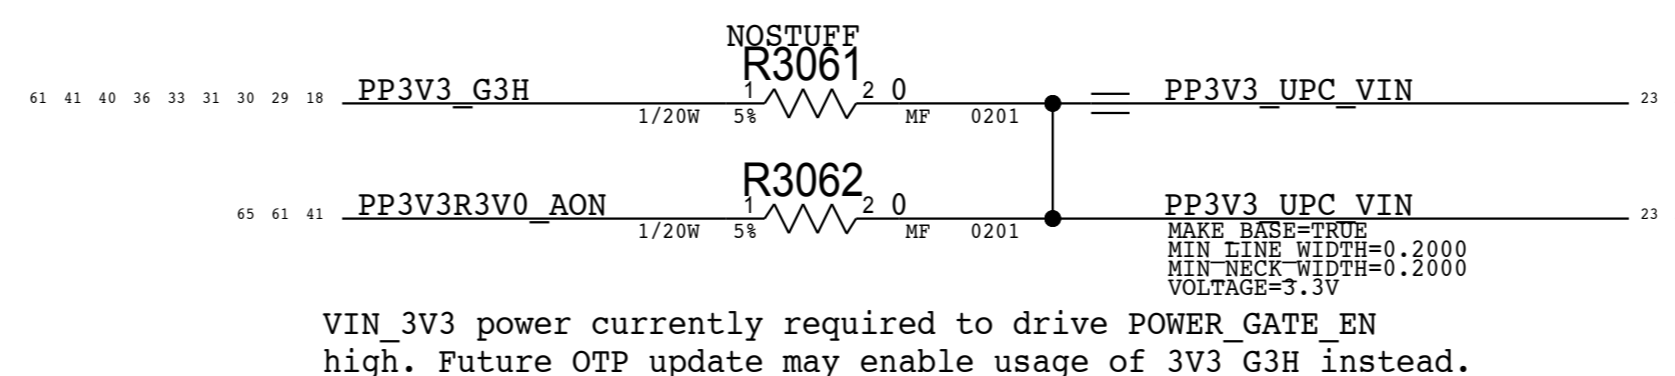 NOSTUFF
R3061
61 41 40 36 33 31 30 29 18 PP3V3_G3H 1 2 0 PP3V3_UPC_VIN 23
1/20W 5% MF 0201
R3062
65 61 41 PP3V3R3V0_AON 1 2 0 PP3V3_UPC_VIN 23
1/20W 5% MF 0201
MAKE_BASE=TRUE
MIN_LINE_WIDTH=0.2000
MIN_NECK_WIDTH=0.2000
VOLTAGE=3.3V
VIN_3V3 power currently required to drive POWER_GATE_EN
high. Future OTP update may enable usage of 3V3_G3H instead.